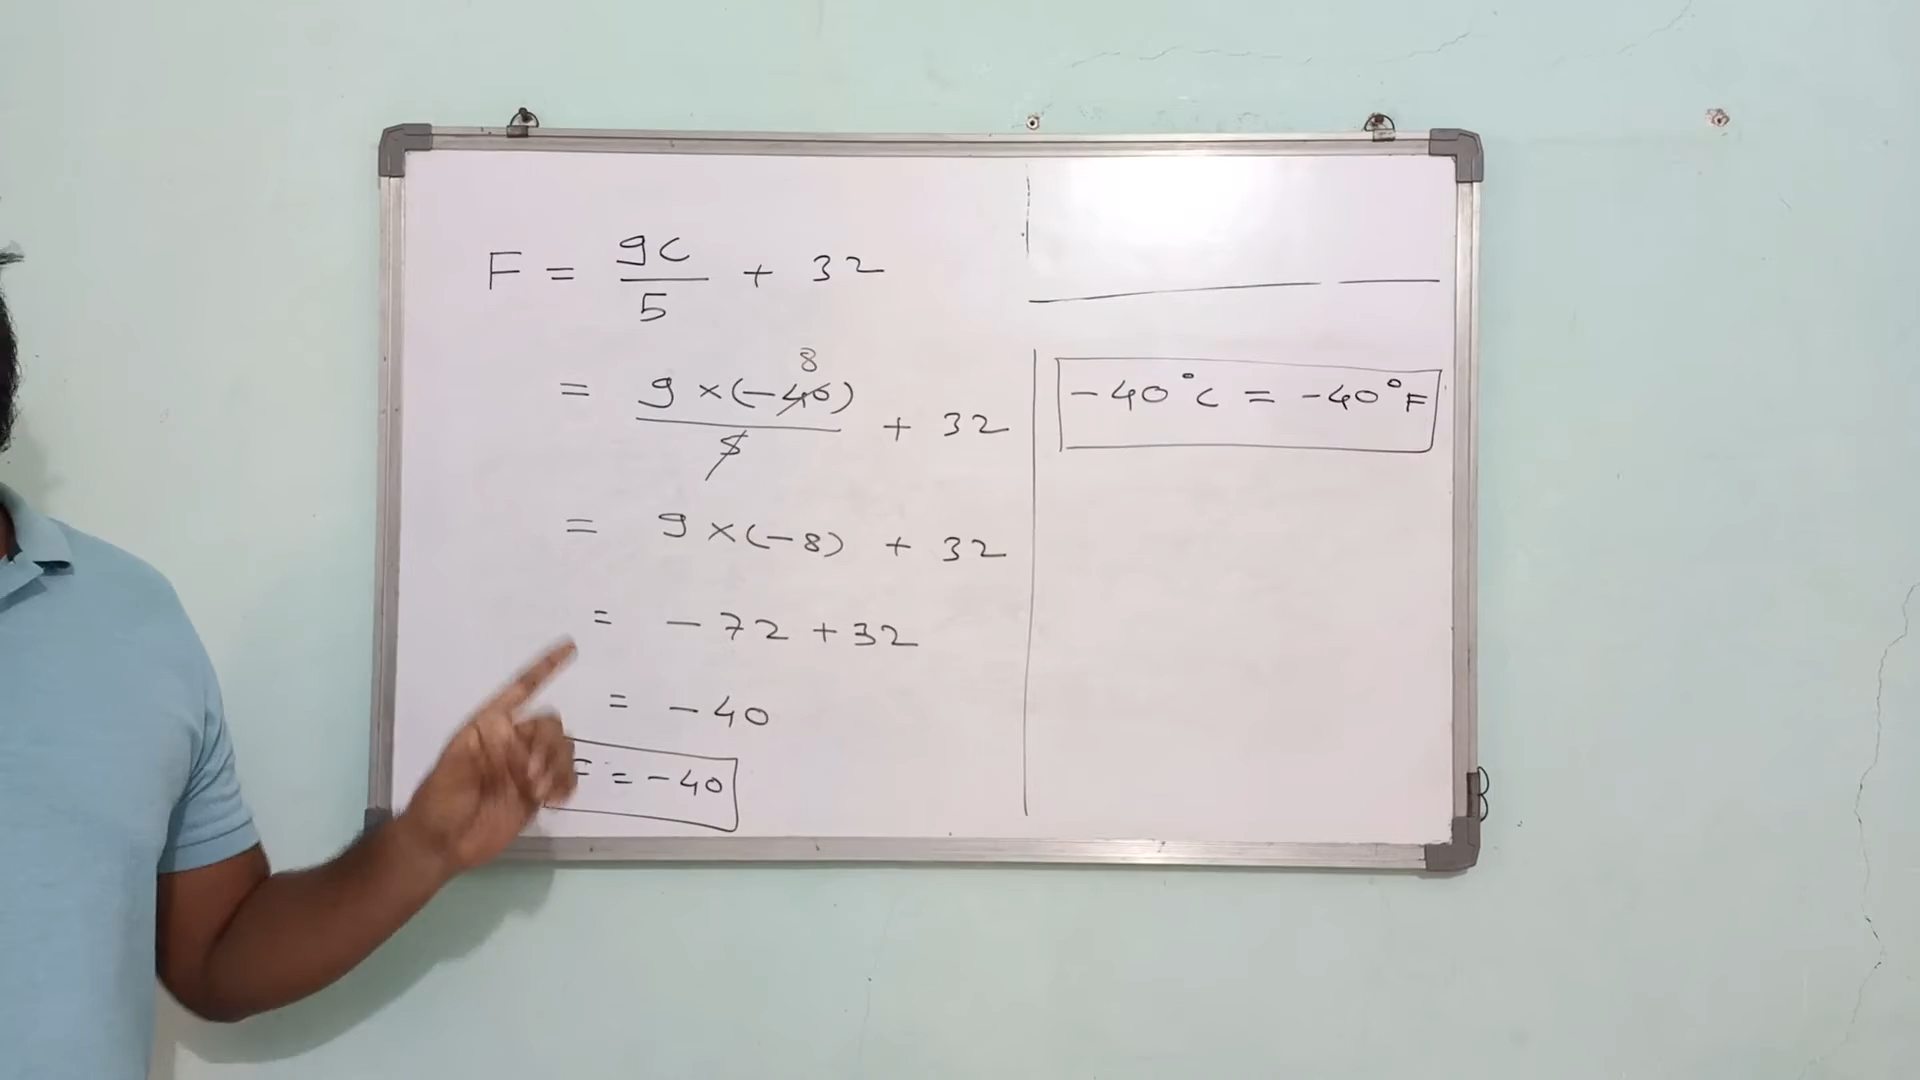 F = 9C/5 + 32
= 9 × (-40)/5 + 32
8
= 9 × (-8) + 32
= - 72 + 32
= - 40
F = - 40
- 40°C = - 40°F